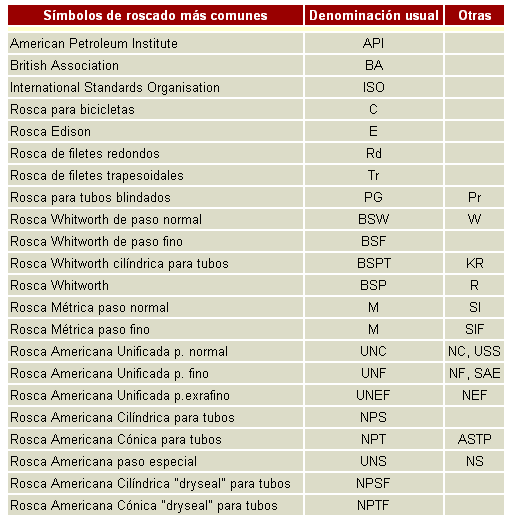 Símbolos de roscado más comunes Denominación usual Otras
American Petroleum Institute API
British Association BA
International Standards Organisation ISO
Rosca para bicicletas C
Rosca Edison E
Rosca de filetes redondos Rd
Rosca de filetes trapesoidales Tr
Rosca para tubos blindados PG Pr
Rosca Whitworth de paso normal BSW W
Rosca Whitworth de paso fino BSF
Rosca Whitworth cilíndrica para tubos BSPT KR
Rosca Whitworth BSP R
Rosca Métrica paso normal M SI
Rosca Métrica paso fino M SIF
Rosca Americana Unificada p. normal UNC NC, USS
Rosca Americana Unificada p. fino UNF NF, SAE
Rosca Americana Unificada p.exrafino UNEF NEF
Rosca Americana Cilíndrica para tubos NPS
Rosca Americana Cónica para tubos NPT ASTP
Rosca Americana paso especial UNS NS
Rosca Americana Cilíndrica "dryseal" para tubos NPSF
Rosca Americana Cónica "dryseal" para tubos NPTF